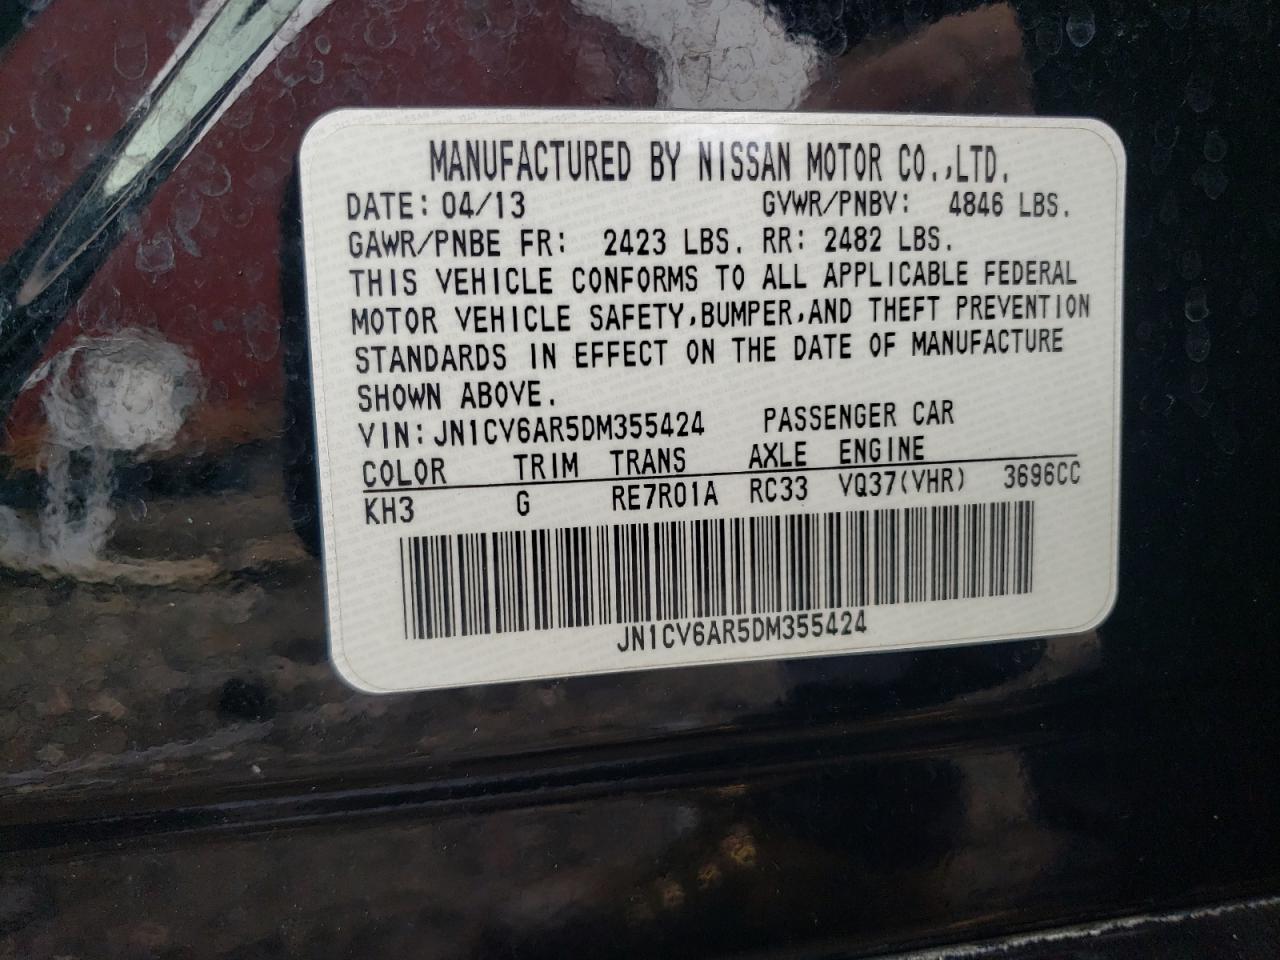 MANUFACTURED BY NISSAN MOTOR CO.,LTD.
DATE: 04/13 GVWR/PNBV: 4846 LBS.
GAWR/PNBE FR: 2423 LBS. RR: 2482 LBS.
THIS VEHICLE CONFORMS TO ALL APPLICABLE FEDERAL
MOTOR VEHICLE SAFETY,BUMPER,AND THEFT PREVENTION
STANDARDS IN EFFECT ON THE DATE OF MANUFACTURE
SHOWN ABOVE.
VIN: JN1CV6AR5DM355424 PASSENGER CAR
COLOR TRIM TRANS AXLE ENGINE
KH3 G RE7R01A RC33 VQ37(VHR) 3696CC
JN1CV6AR5DM355424